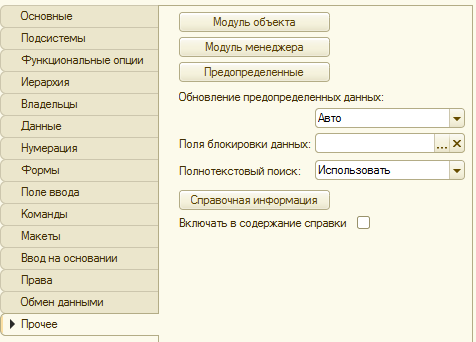 Основные
Подсистемы
Функциональные опции
Иерархия
Владельцы
Данные
Нумерация
Формы
Поле ввода
Команды
Макеты
Ввод на основании
Права
Обмен данными
Прочее
Модуль объекта
Модуль менеджера
Предопределенные
Обновление предопределенных данных:
Авто
Поля блокировки данных:
...
Полнотекстовый поиск: Использовать
Справочная информация
Включать в содержание справки